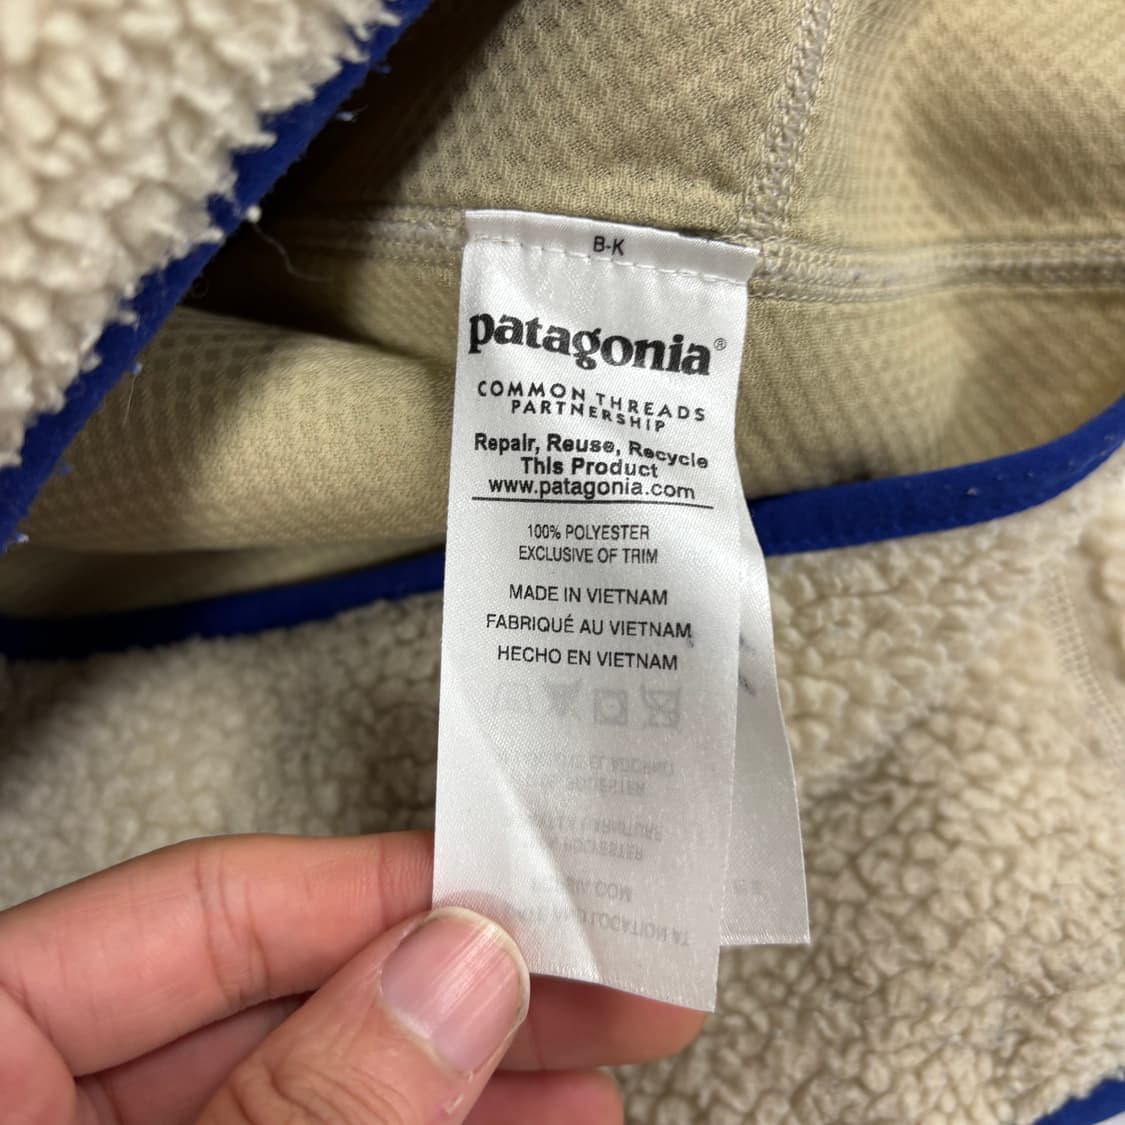 B-K
patagonia®
COMMON THREADS
PARTNERSHIP
Repair, Reuse, Recycle
This Product
www.patagonia.com
100% POLYESTER
EXCLUSIVE OF TRIM
MADE IN VIETNAM
FABRIQUÉ AU VIETNAM
HECHO EN VIETNAM